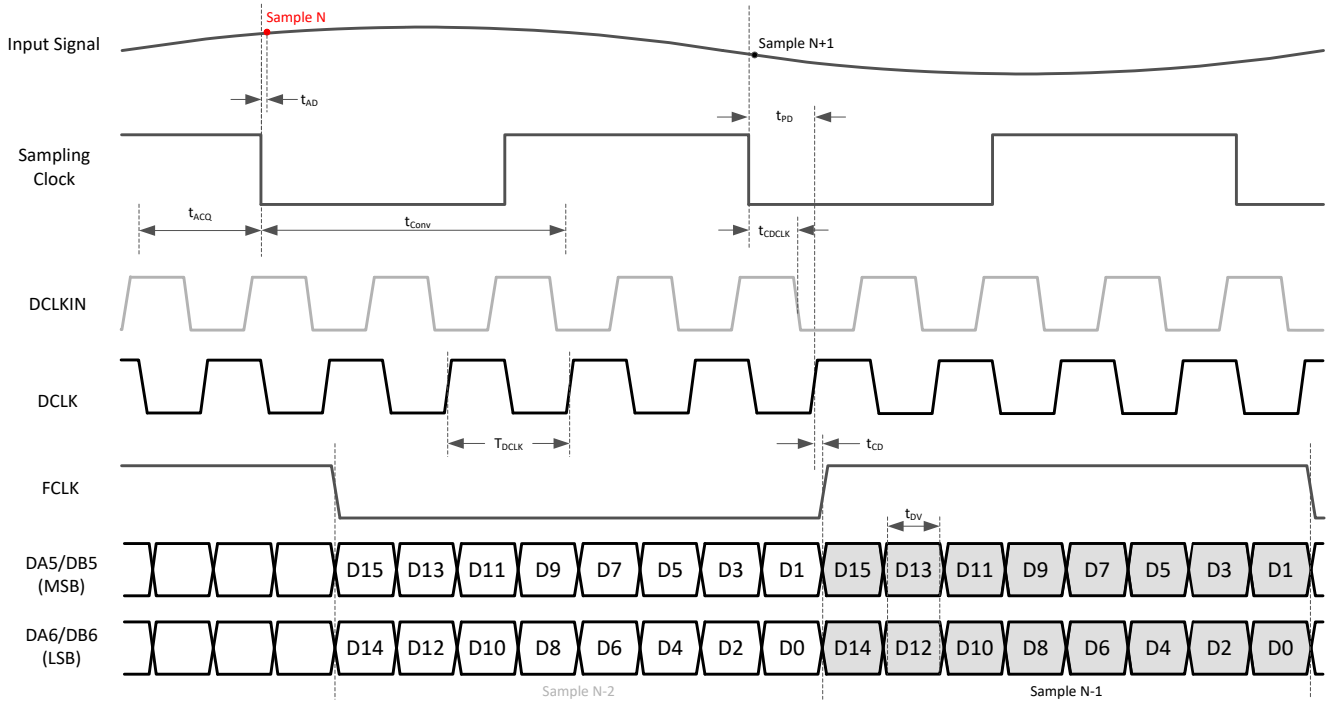 Sample N
Input Signal
Sample N+1
tAD
tPD
Sampling
Clock
tACQ
tConv
tCDCLK
DCLKIN
DCLK
TDCLK
tCD
FCLK
tDV
DA5/DB5
(MSB)
D15 D13 D11 D9 D7 D5 D3 D1 D15 D13 D11 D9 D7 D5 D3 D1
DA6/DB6
(LSB)
D14 D12 D10 D8 D6 D4 D2 D0 D14 D12 D10 D8 D6 D4 D2 D0
Sample N-2
Sample N-1